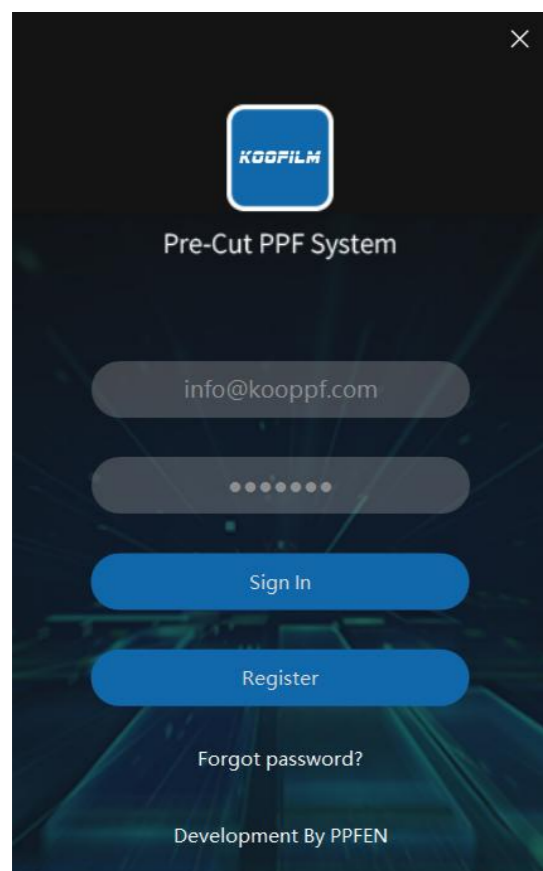 KOOFILM
Pre-Cut PPF System
info@kooppf.com
●●●●●●●
Sign In
Register
Forgot password?
Development By PPFEN